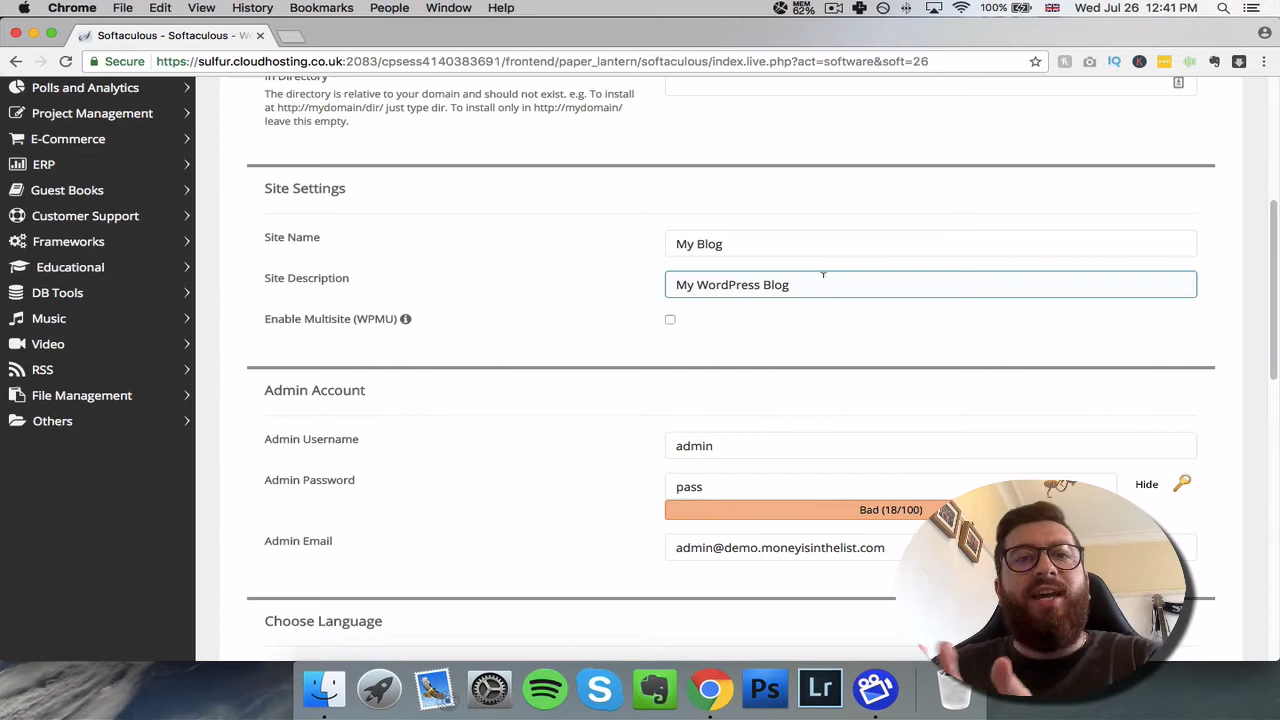 Chrome File Edit View History Bookmarks People Window Help MEM 62% 100% Wed Jul 26 12:41 PM
Softaculous - Softaculous - W
Secure https://sulfur.cloudhosting.co.uk:2083/cpsess4140383691/frontend/paper_lantern/softaculous/index.live.php?act=software&soft=26
Polls and Analytics
Project Management
E-Commerce
ERP
Guest Books
Customer Support
Frameworks
Educational
DB Tools
Music
Video
RSS
File Management
Others
In Directory
The directory is relative to your domain and should not exist. e.g. To install
at http://mydomain/dir/ just type dir. To install only in http://mydomain/
leave this empty.
Site Settings
Site Name
My Blog
Site Description
My WordPress Blog
Enable Multisite (WPMU)
Admin Account
Admin Username
admin
Admin Password
pass
Hide
Bad (18/100)
Admin Email
admin@demo.moneyisinthelist.com
Choose Language
Ps
Lr